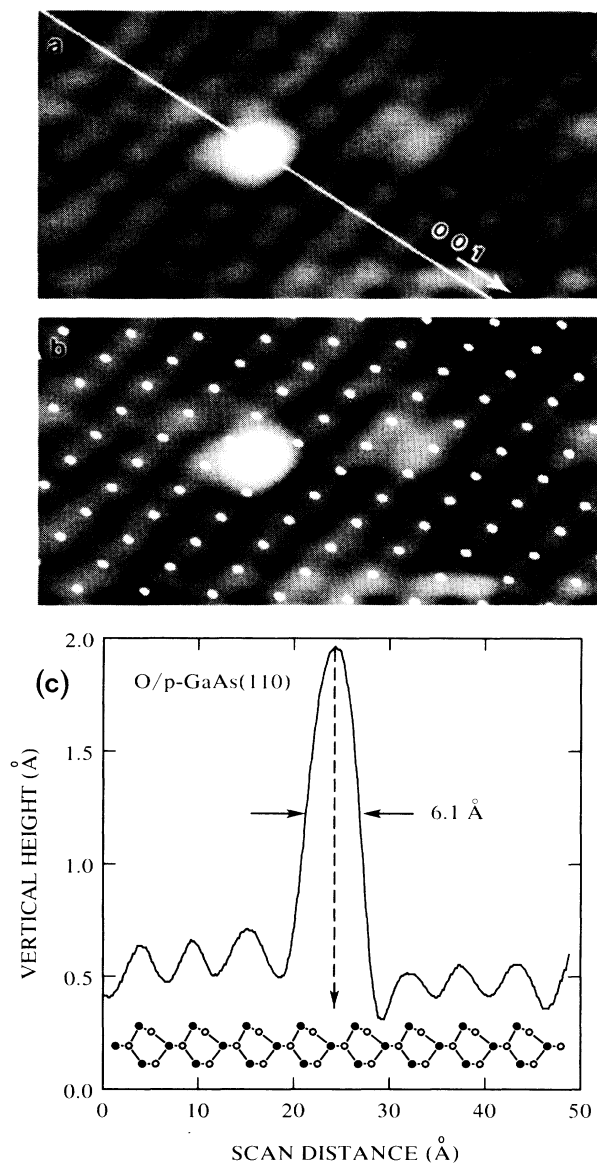 a
001
b
(c)
O/p-GaAs(110)
6.1 Å
VERTICAL HEIGHT (Å)
2.0
1.5
1.0
0.5
0.0
0
10
20
30
40
50
SCAN DISTANCE (Å)